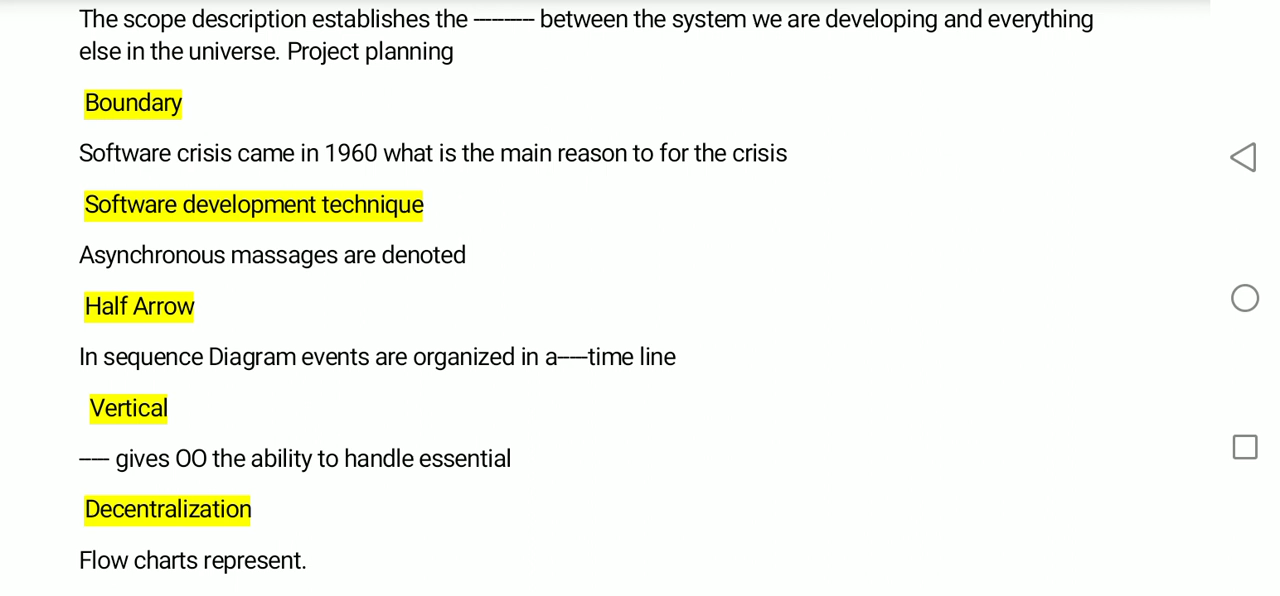 The scope description establishes the -------- between the system we are developing and everything
else in the universe. Project planning
Boundary
Software crisis came in 1960 what is the main reason to for the crisis
Software development technique
Asynchronous massages are denoted
Half Arrow
In sequence Diagram events are organized in a----time line
Vertical
---- gives OO the ability to handle essential
Decentralization
Flow charts represent.